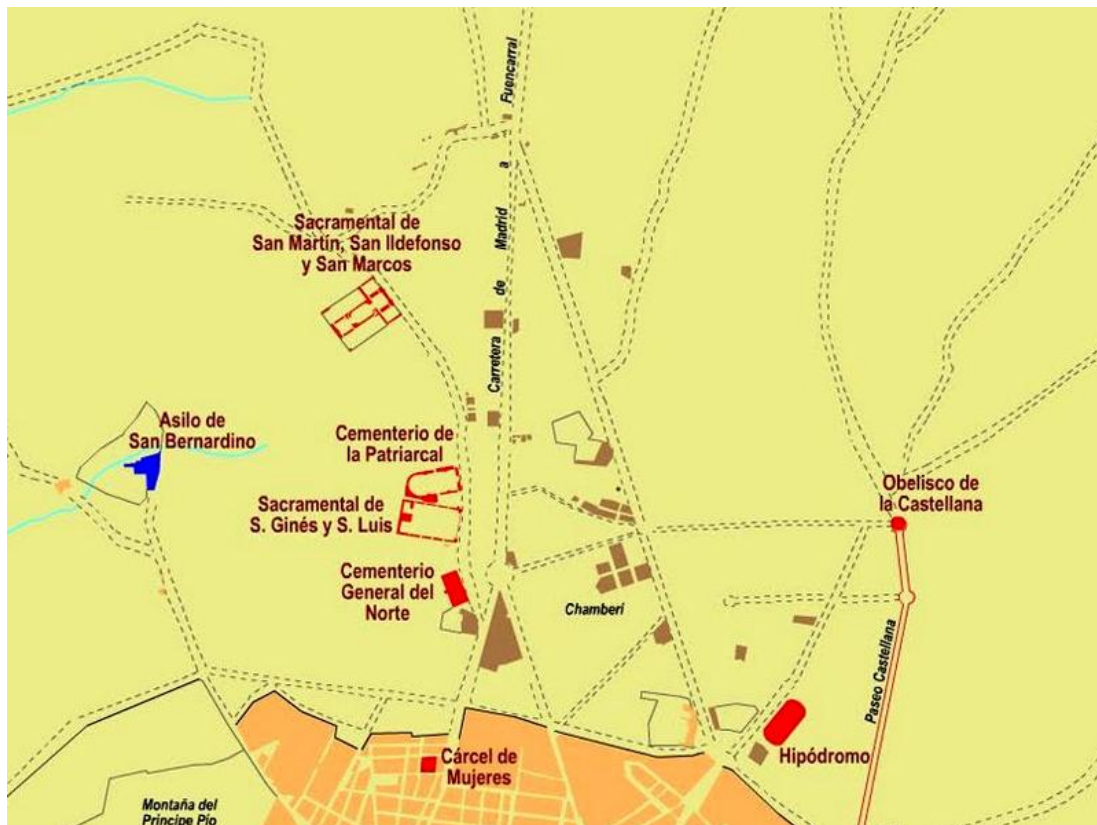 Fuencarral
a
Madrid
de
Carretera
Sacramental de
San Martín, San Ildefonso
y San Marcos
Asilo de
San Bernardino
Cementerio de
la Patriarcal
Sacramental de
S. Ginés y S. Luis
Obelisco de
la Castellana
Cementerio
General del
Norte
Chamberí
Paseo Castellana
Hipódromo
Cárcel de
Mujeres
Montaña del
Príncipe Pío